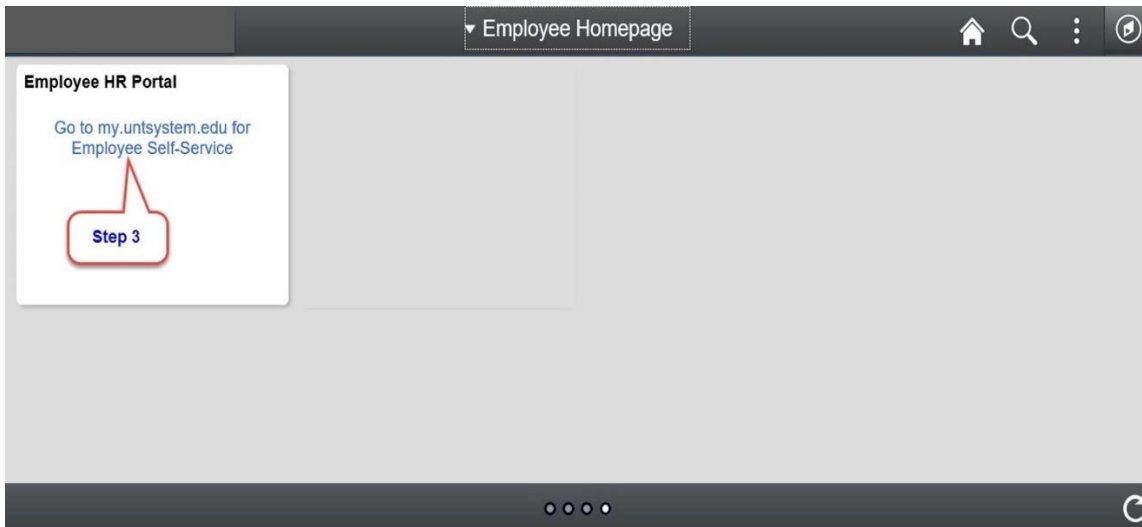 Employee Homepage
Employee HR Portal
Go to my.untsystem.edu for
Employee Self-Service
Step 3